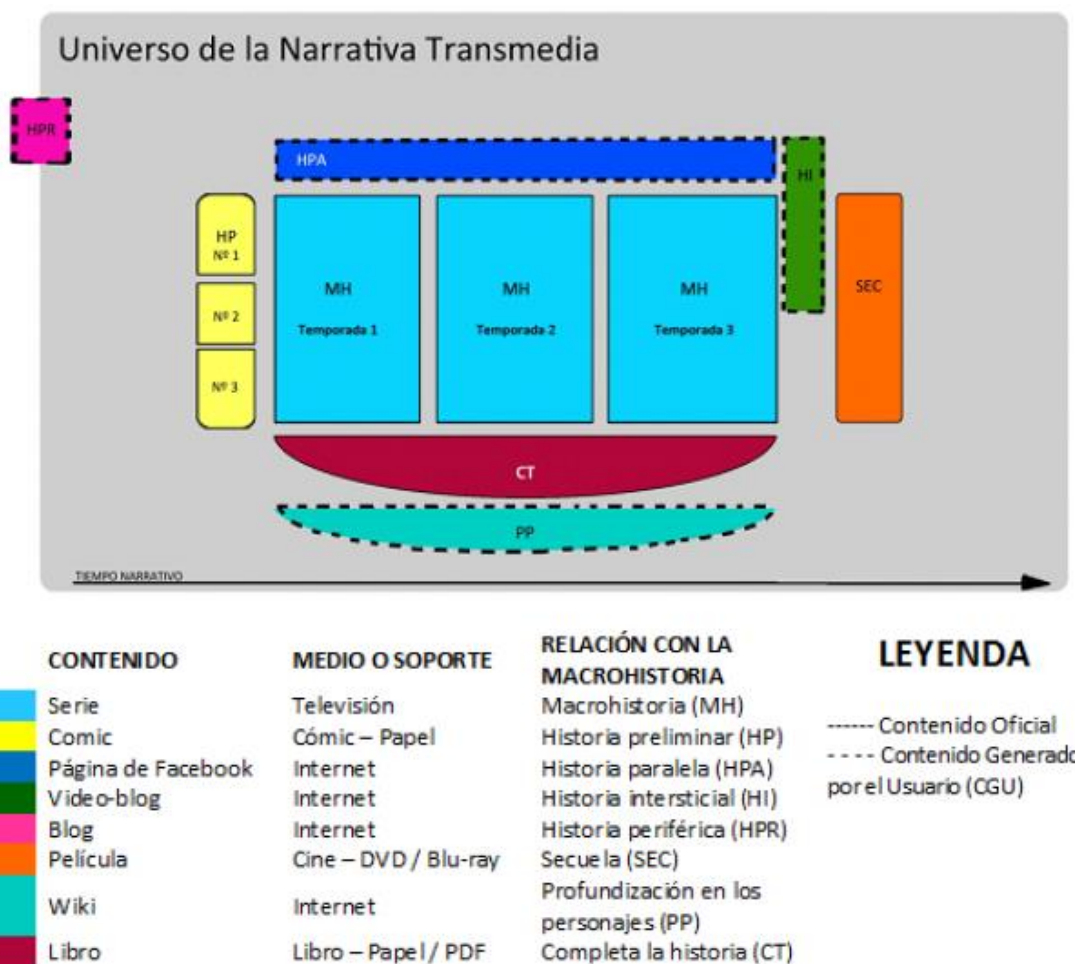 Universo de la Narrativa Transmedia
HPR
HPA
HI
HP
Nº 1
Nº 2
Nº 3
MH
Temporada 1
MH
Temporada 2
MH
Temporada 3
SEC
CT
PP
TIEMPO NARRATIVO
CONTENIDO MEDIO O SOPORTE RELACIÓN CON LA MACROHISTORIA
Serie Televisión Macrohistoria (MH)
Comic Cómic – Papel Historia preliminar (HP)
Página de Facebook Internet Historia paralela (HPA)
Video-blog Internet Historia intersticial (HI)
Blog Internet Historia periférica (HPR)
Película Cine – DVD / Blu-ray Secuela (SEC)
Wiki Internet Profundización en los personajes (PP)
Libro Libro – Papel / PDF Completa la historia (CT)
LEYENDA
------ Contenido Oficial
- - - - Contenido Generado
por el Usuario (CGU)